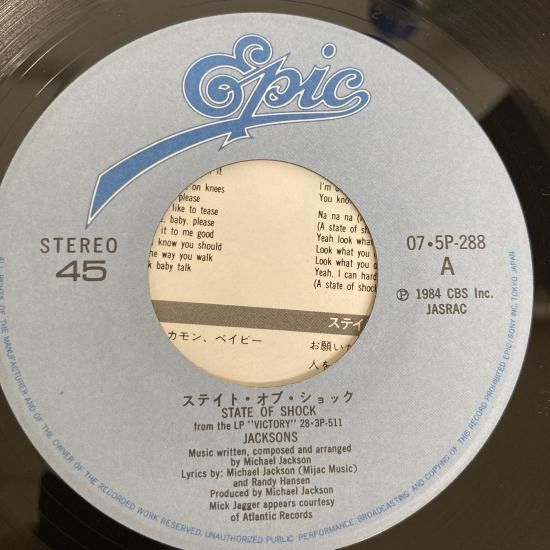 Epic
it
on knees
please
like to tease
baby, please
it to me good
know you should
he way you walk
k baby talk
I'm
You kno
Na na na (
(A state of s
Yeah look wha
Look what you
Look what you d
Yeah, I can hard
(A state of shock
STEREO
45
07・5P-288
A
Ⓟ 1984 CBS Inc.
JASRAC
ステイ
カモン、ベイビー
お願い
人を
ステイト・オブ・ショック
STATE OF SHOCK
from the LP "VICTORY" 28・3P-511
JACKSONS
Music written, composed and arranged
by Michael Jackson
Lyrics by: Michael Jackson (Mijac Music)
and Randy Hansen
Produced by Michael Jackson
Mick Jagger appears courtesy
of Atlantic Records
ALL RIGHTS OF THE MANUFACTURER AND OF THE OWNER OF THE RECORDED WORK RESERVED. UNAUTHORIZED PUBLIC PERFORMANCE, BROADCASTING AND COPYING OF THIS RECORD PROHIBITED EPIC/SONY INC. TOKYO JAPAN